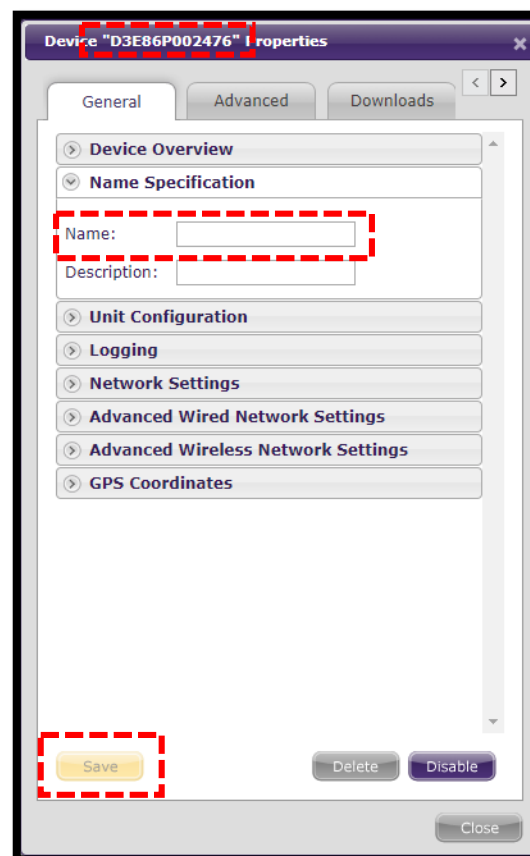 Device "D3E86P002476" Properties
General Advanced Downloads
Device Overview
Name Specification
Name:
Description:
Unit Configuration
Logging
Network Settings
Advanced Wired Network Settings
Advanced Wireless Network Settings
GPS Coordinates
Save Delete Disable
Close